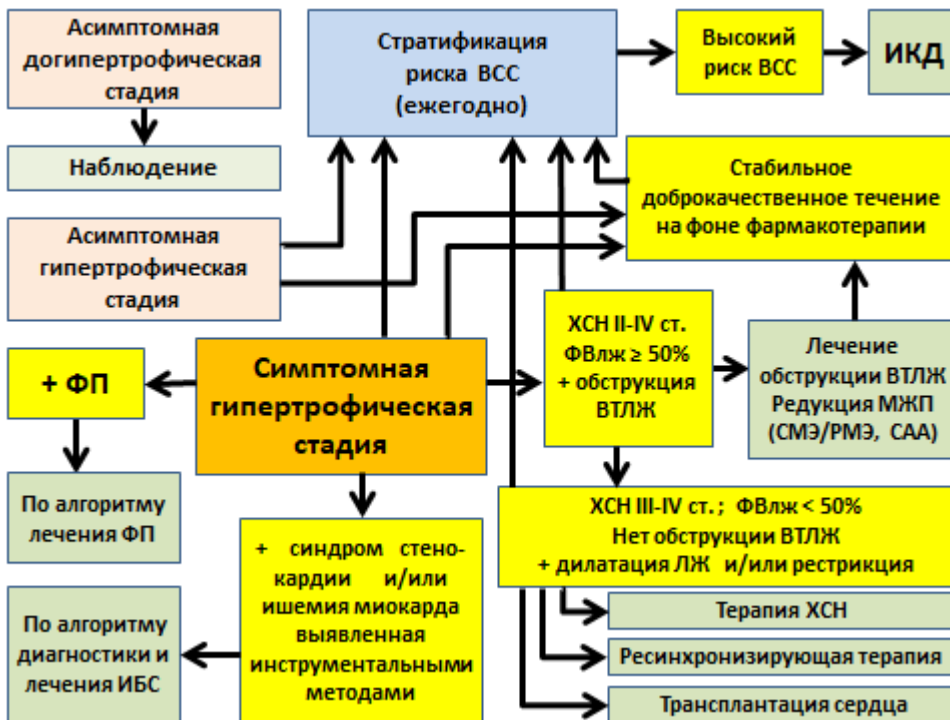 Асимптомная
догипертрофическая
стадия
Стратификация
риска ВСС
(ежегодно)
Высокий
риск ВСС
ИКД
Наблюдение
Стабильное
доброкачественное течение
на фоне фармакотерапии
Асимптомная
гипертрофическая
стадия
ХСН II-IV ст.
ФВлж ≥ 50%
+ обструкция
ВТЛЖ
Лечение
обструкции ВТЛЖ
Редукция МЖП
(СМЭ/РМЭ, САА)
+ ФП
Симптомная
гипертрофическая
стадия
По алгоритму
лечения ФП
ХСН III-IV ст.; ФВлж < 50%
Нет обструкции ВТЛЖ
+ дилатация ЛЖ и/или рестрикция
+ синдром стено-
кардии и/или
ишемия миокарда
выявленная
инструментальными
методами
По алгоритму
диагностики и
лечения ИБС
Терапия ХСН
Ресинхронизирующая терапия
Трансплантация сердца